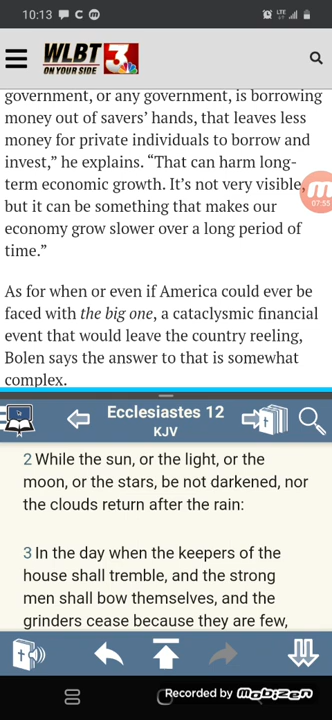 10:13
LTE
WLBT 3
ON YOUR SIDE
government, or any government, is borrowing
money out of savers’ hands, that leaves less
money for private individuals to borrow and
invest,” he explains. “That can harm long-
term economic growth. It’s not very visible,
but it can be something that makes our
07:55
economy grow slower over a long period of
time.”
As for when or even if America could ever be
faced with the big one, a cataclysmic financial
event that would leave the country reeling,
Bolen says the answer to that is somewhat
complex.
Ecclesiastes 12
KJV
2 While the sun, or the light, or the
moon, or the stars, be not darkened, nor
the clouds return after the rain:
3 In the day when the keepers of the
house shall tremble, and the strong
men shall bow themselves, and the
grinders cease because they are few,
Recorded by mobizen